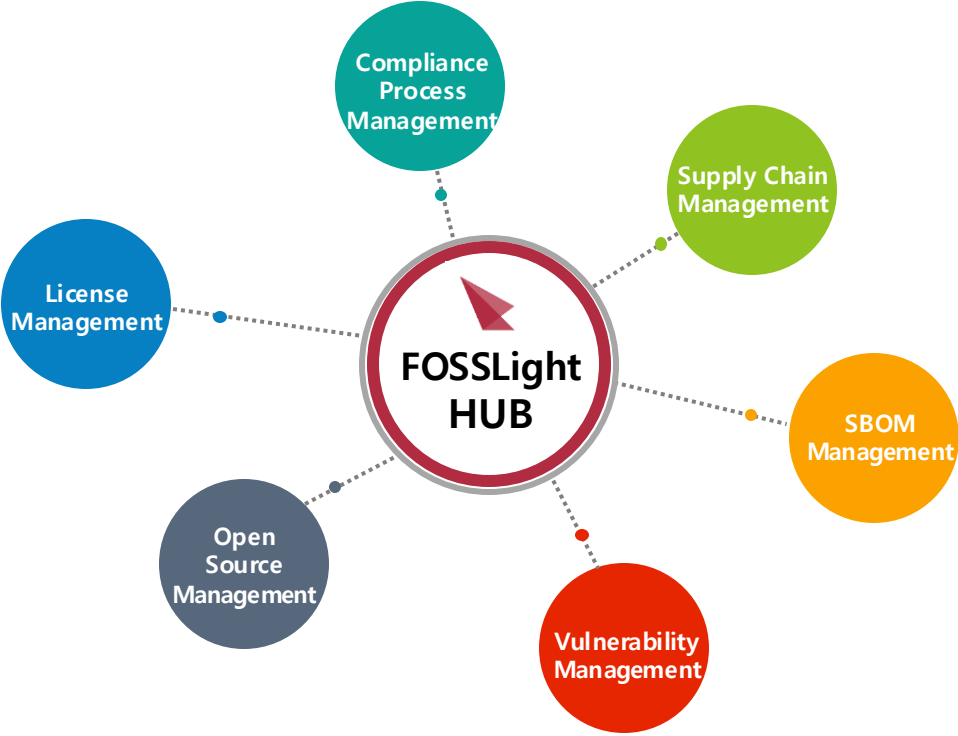 Compliance
Process
Management
Supply Chain
Management
License
Management
FOSSLight
HUB
SBOM
Management
Open
Source
Management
Vulnerability
Management